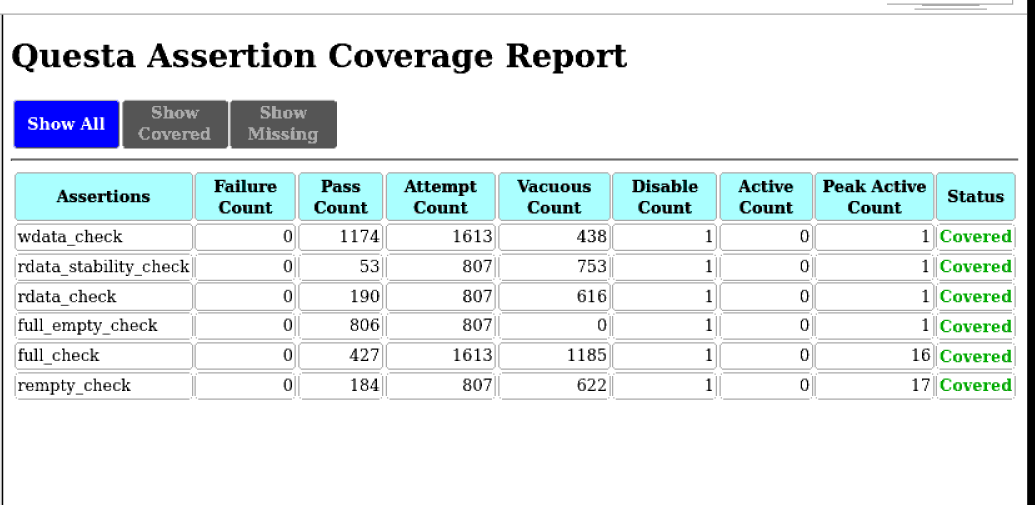 Questa Assertion Coverage Report
Show All
Show
Covered
Show
Missing
Assertions Failure Count Pass Count Attempt Count Vacuous Count Disable Count Active Count Peak Active Count Status
wdata_check 0 1174 1613 438 1 0 1 Covered
rdata_stability_check 0 53 807 753 1 0 1 Covered
rdata_check 0 190 807 616 1 0 1 Covered
full_empty_check 0 806 807 0 1 0 1 Covered
full_check 0 427 1613 1185 1 0 16 Covered
rempty_check 0 184 807 622 1 0 17 Covered